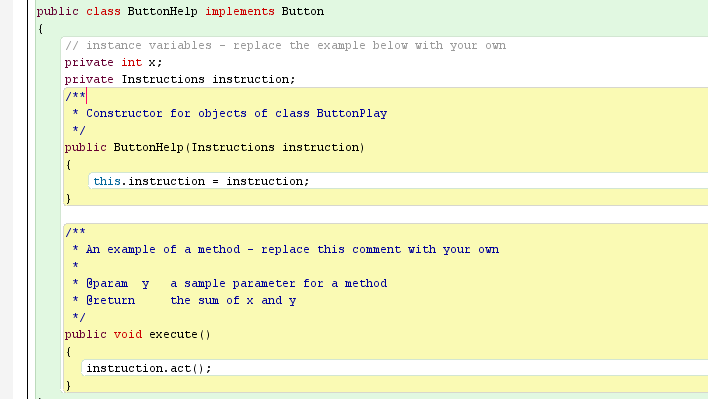 public class ButtonHelp implements Button
{
// instance variables - replace the example below with your own
private int x;
private Instructions instruction;
/**
 * Constructor for objects of class ButtonPlay
 */
public ButtonHelp(Instructions instruction)
{
this.instruction = instruction;
}
/**
 * An example of a method - replace this comment with your own
 *
 * @param  y   a sample parameter for a method
 * @return     the sum of x and y
 */
public void execute()
{
instruction.act();
}